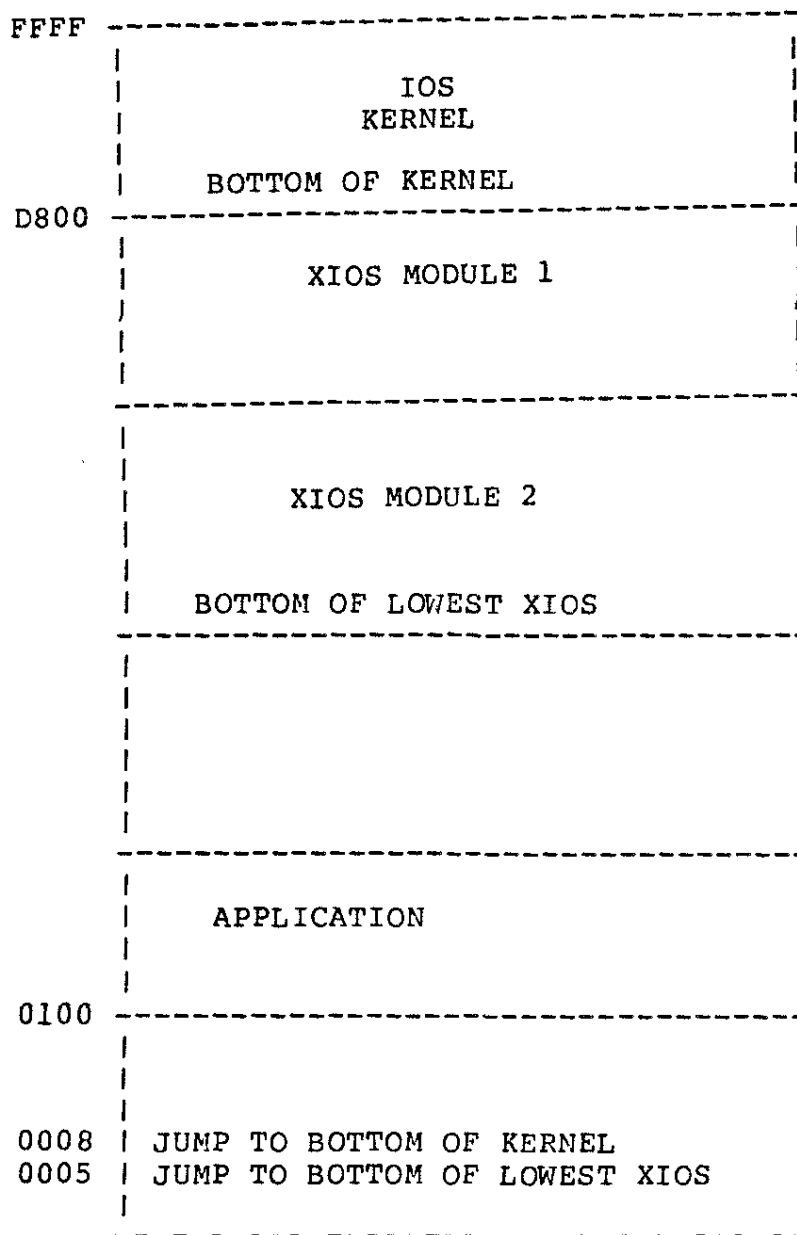 FFFF
IOS
KERNEL
BOTTOM OF KERNEL
D800
XIOS MODULE 1
XIOS MODULE 2
BOTTOM OF LOWEST XIOS
APPLICATION
0100
0008 | JUMP TO BOTTOM OF KERNEL
0005 | JUMP TO BOTTOM OF LOWEST XIOS